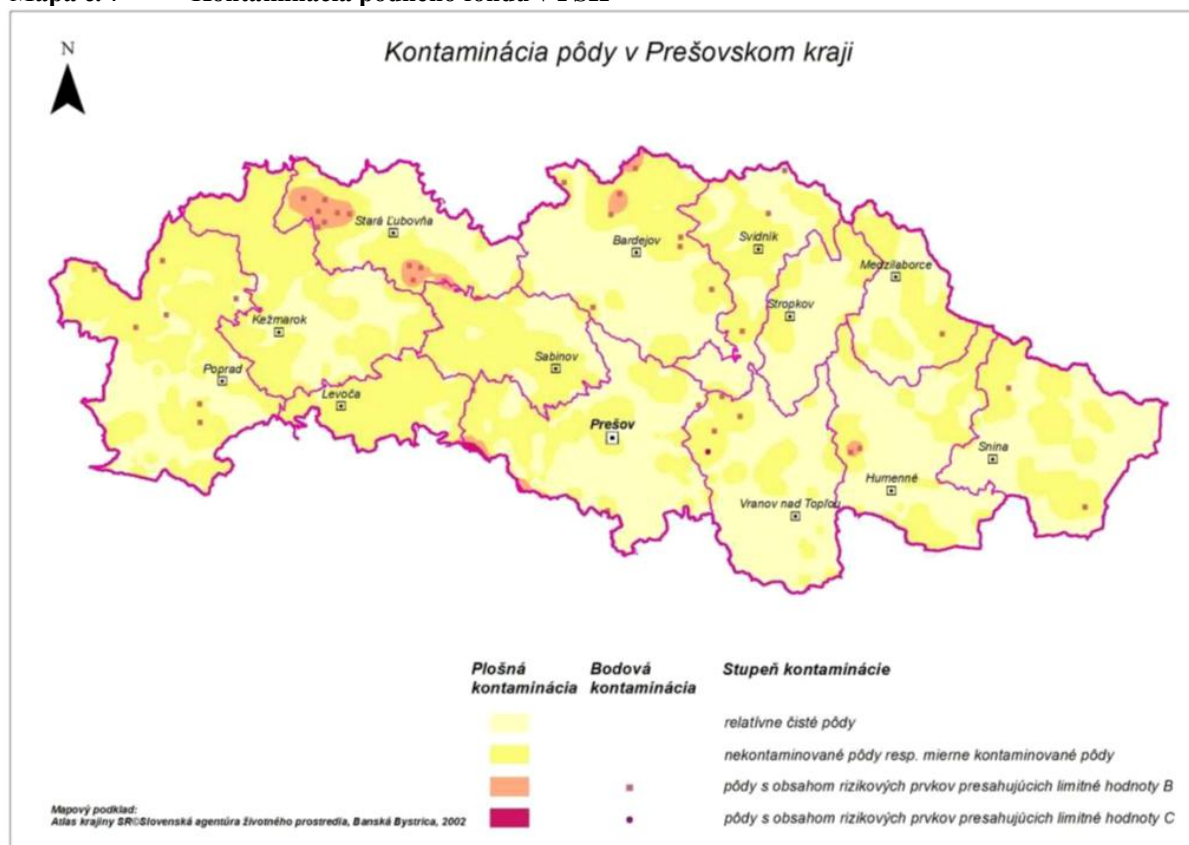 Kontaminácia pôdy v Prešovskom kraji
N
Stará Ľubovňa
Bardejov
Svidník
Medzilaborce
Stropkov
Kežmarok
Sabinov
Poprad
Levoča
Prešov
Snina
Humenné
Vranov nad Topľou
Plošná kontaminácia
Bodová kontaminácia
Stupeň kontaminácie
relatívne čisté pôdy
nekontaminované pôdy resp. mierne kontaminované pôdy
pôdy s obsahom rizikových prvkov presahujúcich limitné hodnoty B
pôdy s obsahom rizikových prvkov presahujúcich limitné hodnoty C
Mapový podklad:
Atlas krajiny SR©Slovenská agentúra životného prostredia, Banská Bystrica, 2002